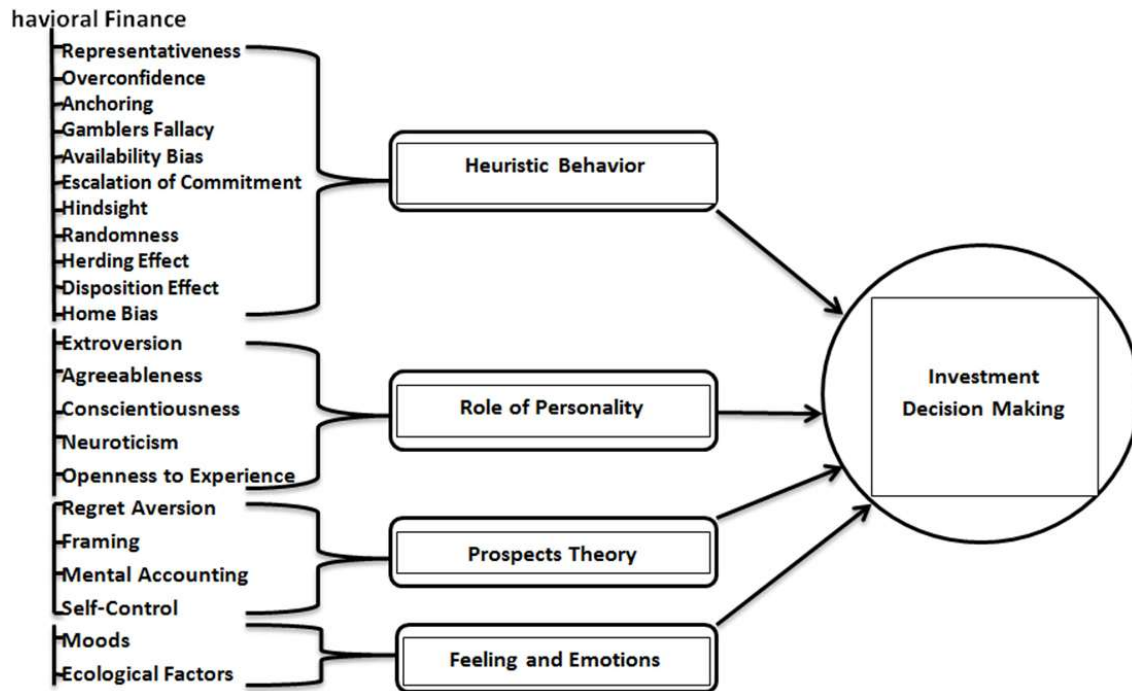 havioral Finance
Representativeness
Overconfidence
Anchoring
Gamblers Fallacy
Availability Bias
Escalation of Commitment
Hindsight
Randomness
Herding Effect
Disposition Effect
Home Bias
Heuristic Behavior
Extroversion
Agreeableness
Conscientiousness
Neuroticism
Openness to Experience
Role of Personality
Regret Aversion
Framing
Mental Accounting
Self-Control
Prospects Theory
Moods
Ecological Factors
Feeling and Emotions
Investment
Decision Making